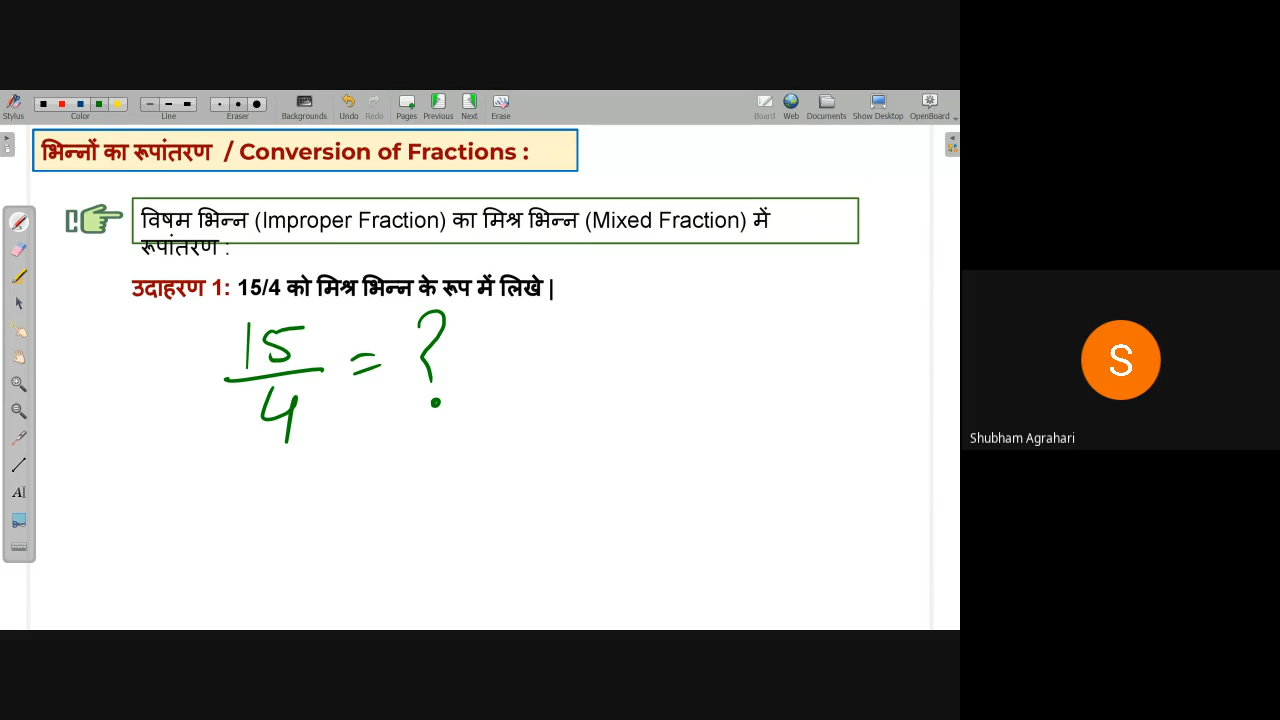 Stylus Color Line Eraser Backgrounds Undo Redo Pages Previous Next Erase Board Web Documents Show Desktop OpenBoard
भिन्नों का रूपांतरण / Conversion of Fractions :
विषम भिन्न (Improper Fraction) का मिश्र भिन्न (Mixed Fraction) में
रूपांतरण :
उदाहरण 1: 15/4 को मिश्र भिन्न के रूप में लिखे |
15
= ?
4
S
Shubham Agrahari